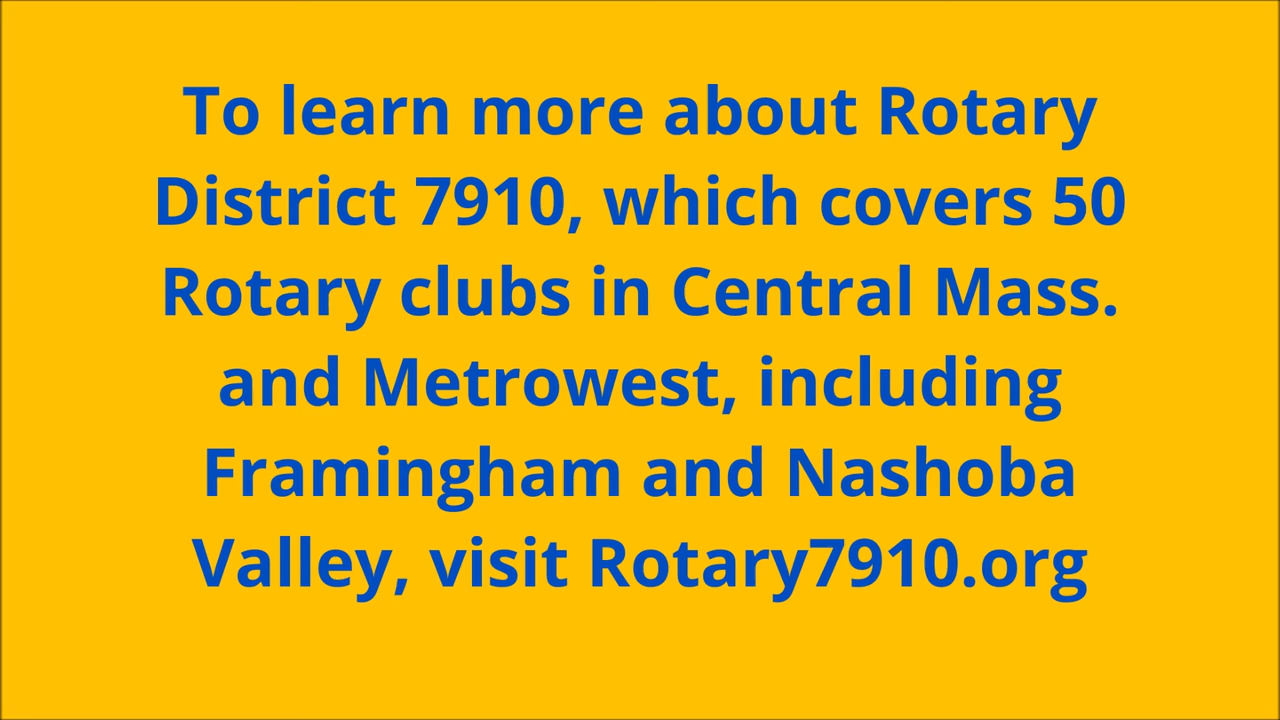 To learn more about Rotary
District 7910, which covers 50
Rotary clubs in Central Mass.
and Metrowest, including
Framingham and Nashoba
Valley, visit Rotary7910.org